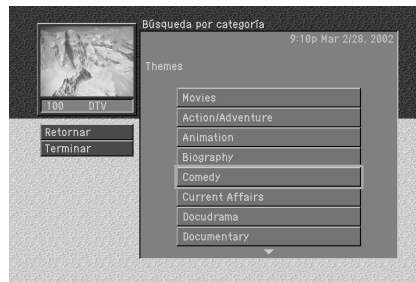 Búsqueda por categoría
9:10p Mar 2/28, 2002
Themes
100 DTV
Retornar
Terminar
Movies
Action/Adventure
Animation
Biography
Comedy
Current Affairs
Docudrama
Documentary